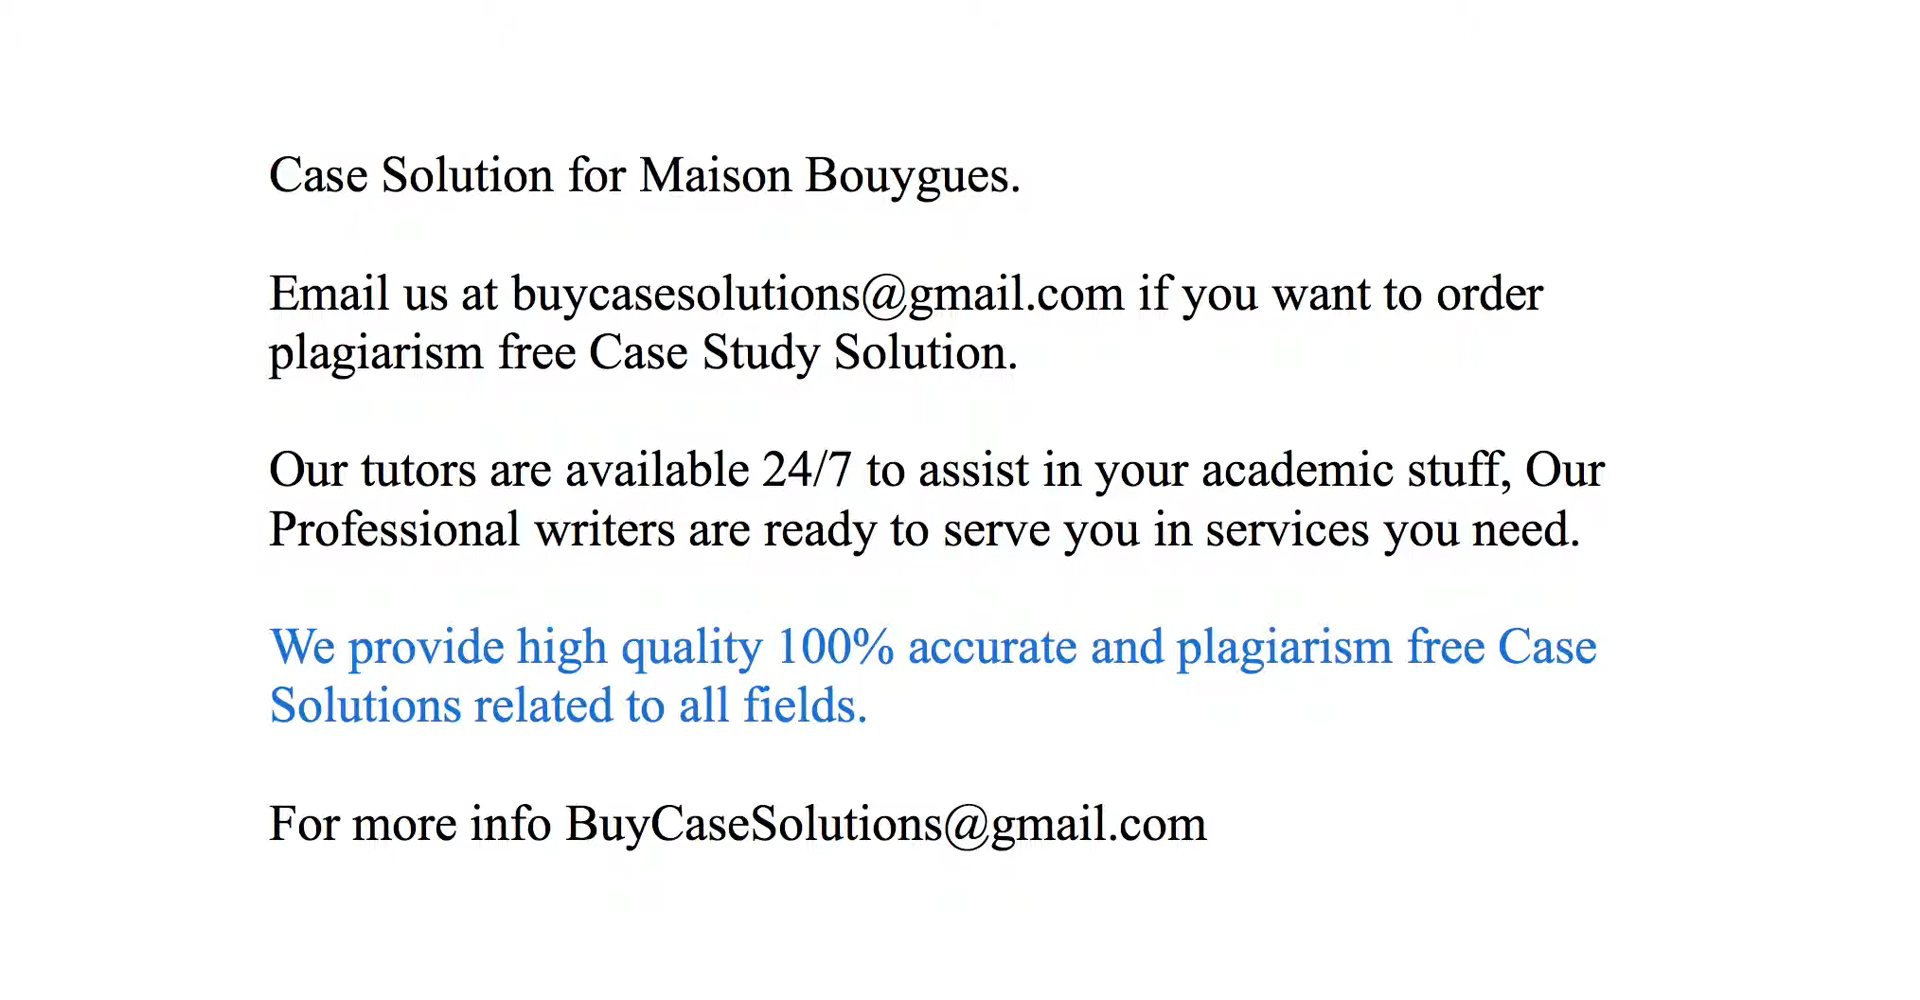 Case Solution for Maison Bouygues.
Email us at buycasesolutions@gmail.com if you want to order
plagiarism free Case Study Solution.
Our tutors are available 24/7 to assist in your academic stuff, Our
Professional writers are ready to serve you in services you need.
We provide high quality 100% accurate and plagiarism free Case
Solutions related to all fields.
For more info BuyCaseSolutions@gmail.com